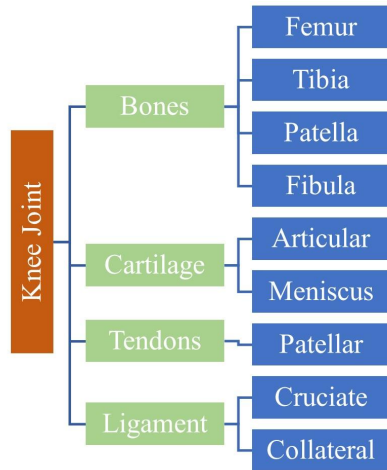 Knee Joint
Bones
Femur
Tibia
Patella
Fibula
Cartilage
Articular
Meniscus
Tendons
Patellar
Ligament
Cruciate
Collateral